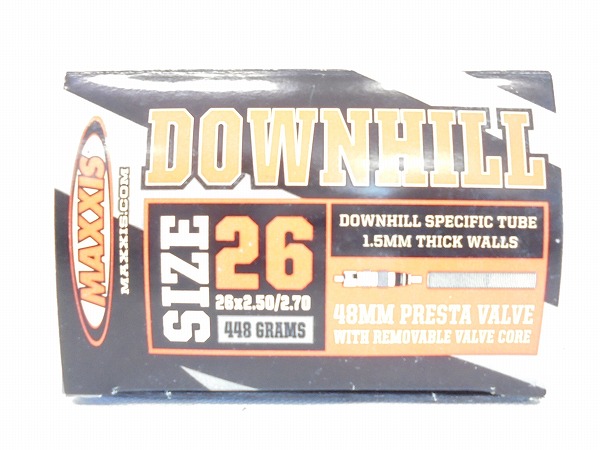 DOWNHILL
MAXXIS
MAXXIS.COM
SIZE
26
26x2.50/2.70
448 GRAMS
DOWNHILL SPECIFIC TUBE
1.5MM THICK WALLS
48MM PRESTA VALVE
WITH REMOVABLE VALVE CORE